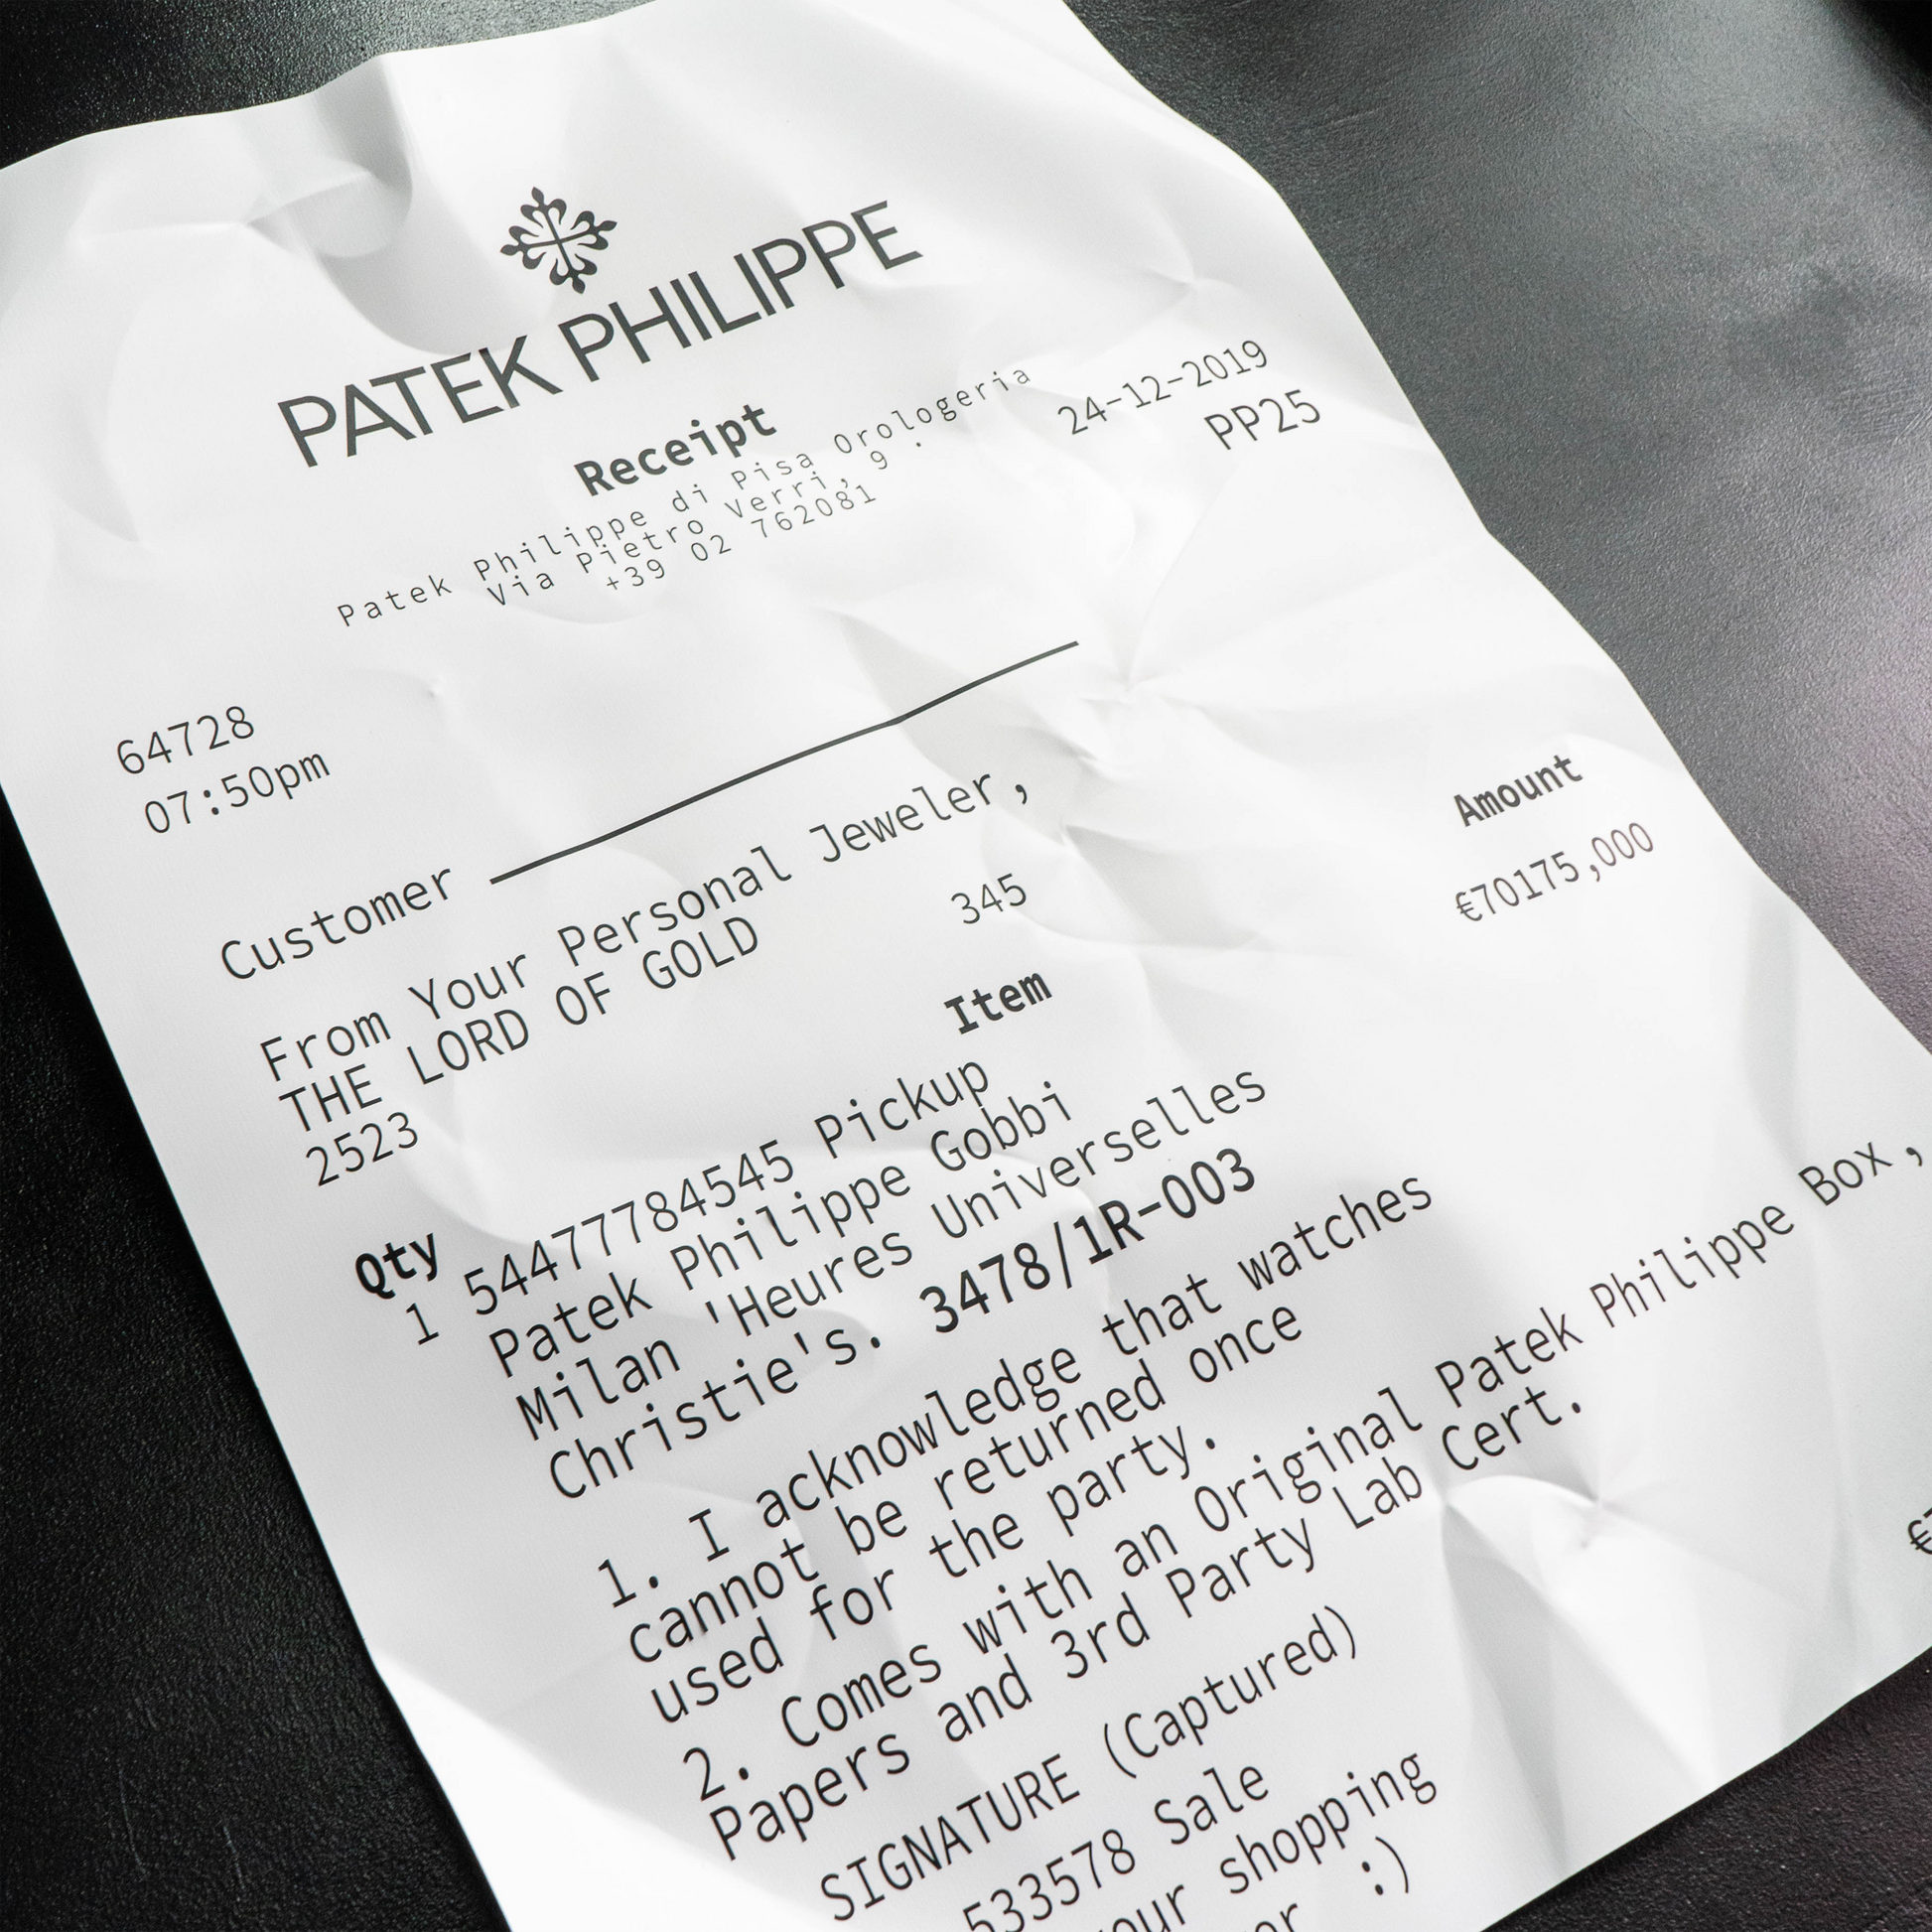 PATEK PHILIPPE
Receipt
Patek Philippe di Pisa Orologeria
Via Pietro Verri, 9 .
+39 02 762081
24-12-2019
PP25
64728
07:50pm
Customer
From Your Personal Jeweler,
THE LORD OF GOLD
2523
345
Amount
€70175,000
Item
Qty
1 54477784545 Pickup
Patek Philippe Gobbi
Milan 'Heures Universelles
Christie's. 3478/1R-003
1. I acknowledge that watches
cannot be returned once
used for the party.
2. Comes with an Original Patek Philippe Box,
Papers and 3rd Party Lab Cert.
SIGNATURE (Captured)
533578 Sale
shopping
:)